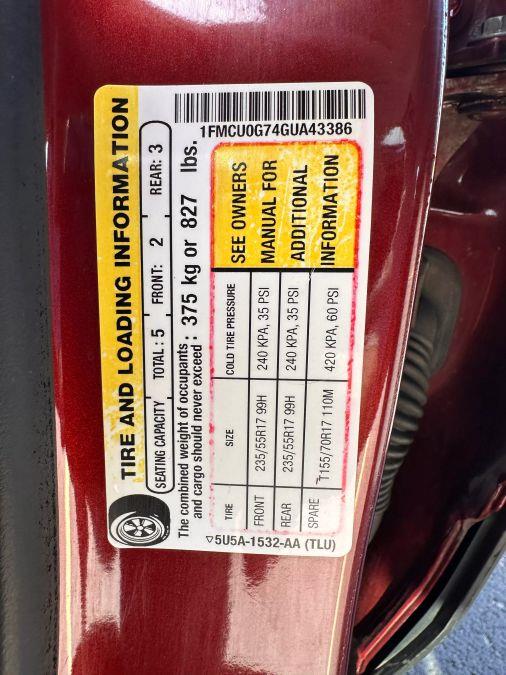 TIRE AND LOADING INFORMATION
SEATING CAPACITY TOTAL : 5 FRONT: 2 REAR: 3
The combined weight of occupants
and cargo should never exceed : 375 kg or 827 lbs.
TIRE SIZE COLD TIRE PRESSURE SEE OWNERS
FRONT 235/55R17 99H 240 KPA, 35 PSI MANUAL FOR
REAR 235/55R17 99H 240 KPA, 35 PSI ADDITIONAL
SPARE T155/70R17 110M 420 KPA, 60 PSI INFORMATION
▽5U5A-1532-AA (TLU)
1FMCU0G74GUA43386